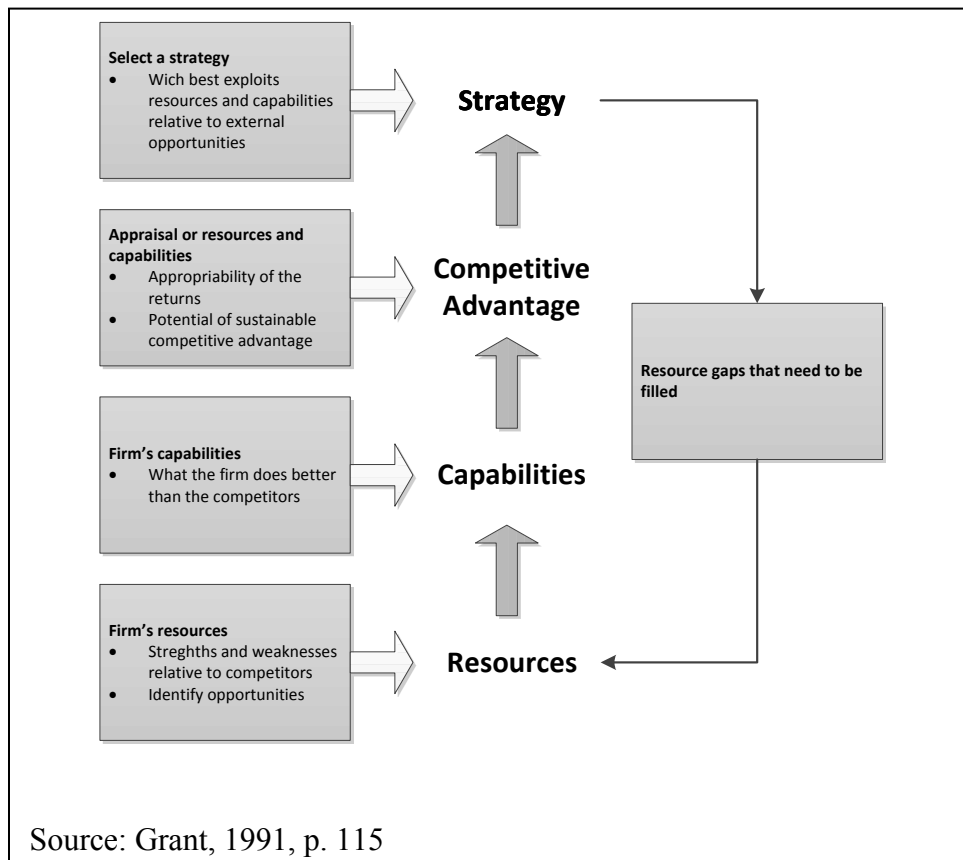 Select a strategy
• Wich best exploits
resources and capabilities
relative to external
opportunities
Strategy
Appraisal or resources and
capabilities
• Appropriability of the
returns
• Potential of sustainable
competitive advantage
Competitive
Advantage
Resource gaps that need to be
filled
Firm's capabilities
• What the firm does better
than the competitors
Capabilities
Firm's resources
• Streghths and weaknesses
relative to competitors
• Identify opportunities
Resources
Source: Grant, 1991, p. 115